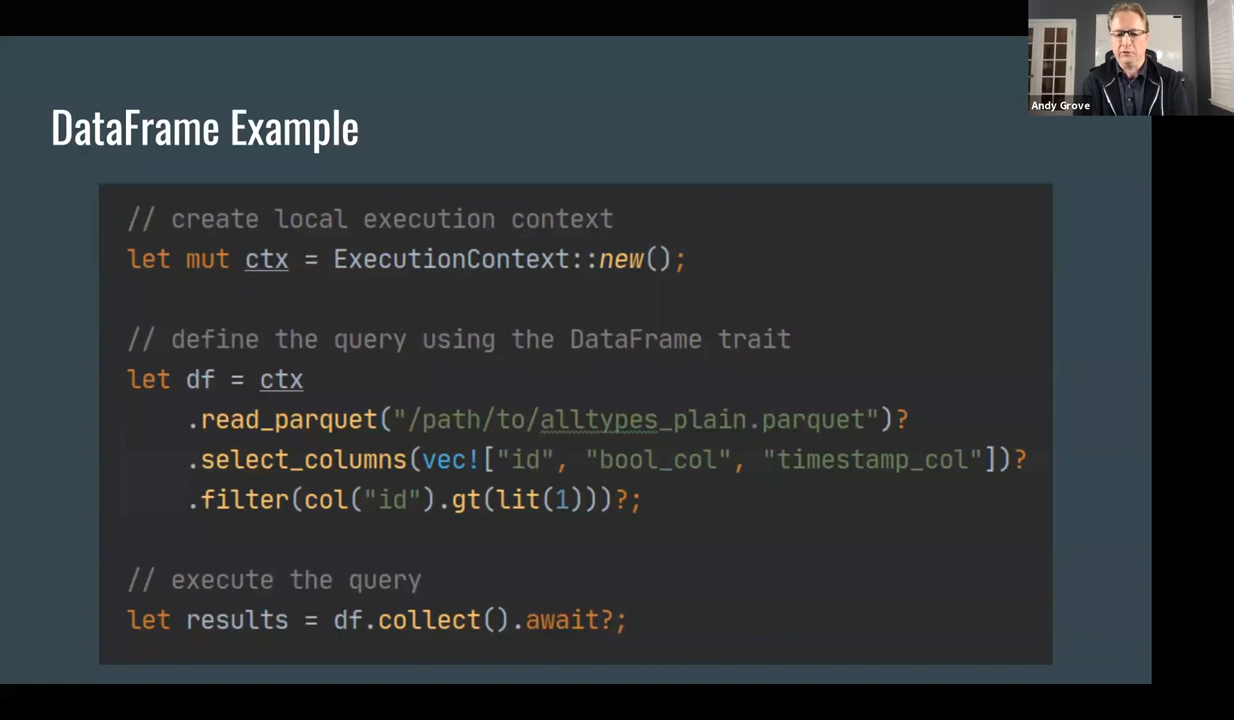 Andy Grove
DataFrame Example
// create local execution context
let mut ctx = ExecutionContext::new();
// define the query using the DataFrame trait
let df = ctx
.read_parquet("/path/to/alltypes_plain.parquet")?
.select_columns(vec!["id", "bool_col", "timestamp_col"])?
.filter(col("id").gt(lit(1)))?;
// execute the query
let results = df.collect().await?;